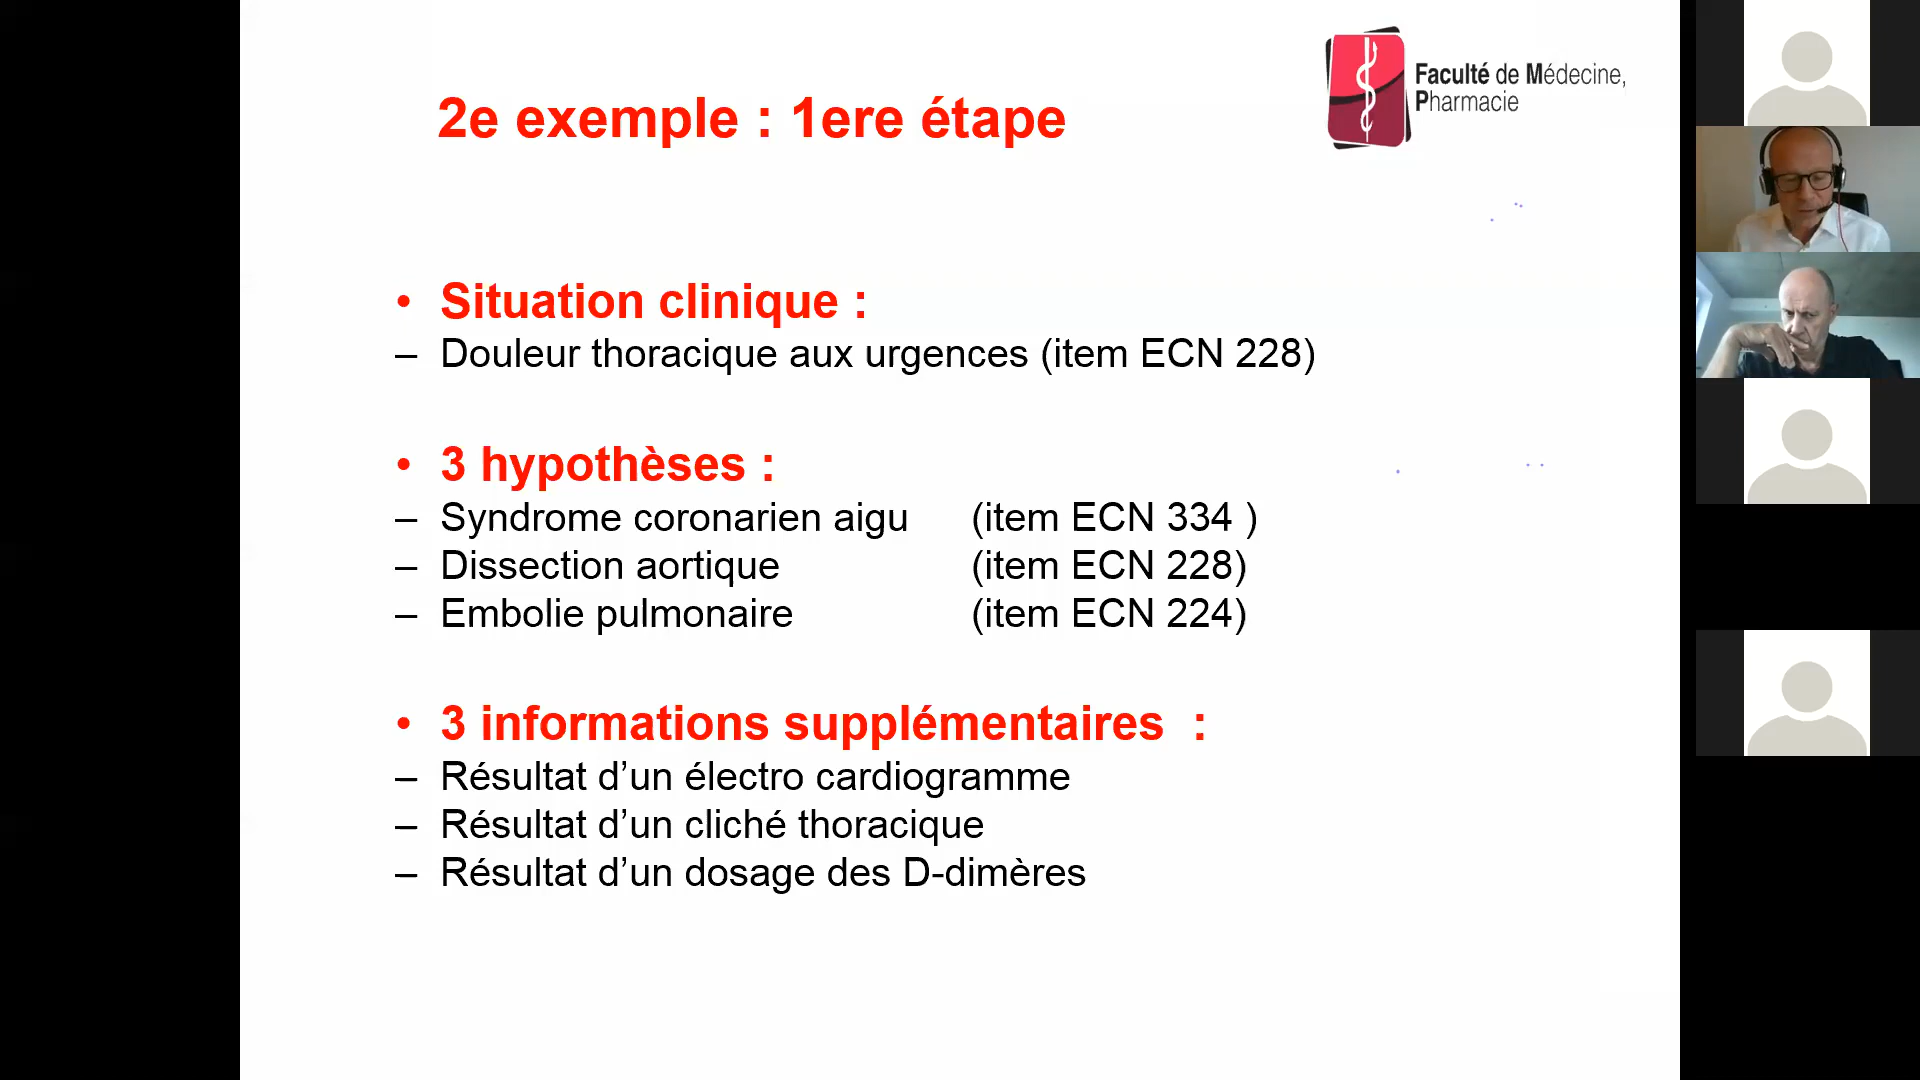 2e exemple : 1ere étape
Faculté de Médecine,
Pharmacie
• Situation clinique :
– Douleur thoracique aux urgences (item ECN 228)
• 3 hypothèses :
– Syndrome coronarien aigu (item ECN 334 )
– Dissection aortique (item ECN 228)
– Embolie pulmonaire (item ECN 224)
• 3 informations supplémentaires :
– Résultat d’un électro cardiogramme
– Résultat d’un cliché thoracique
– Résultat d’un dosage des D-dimères